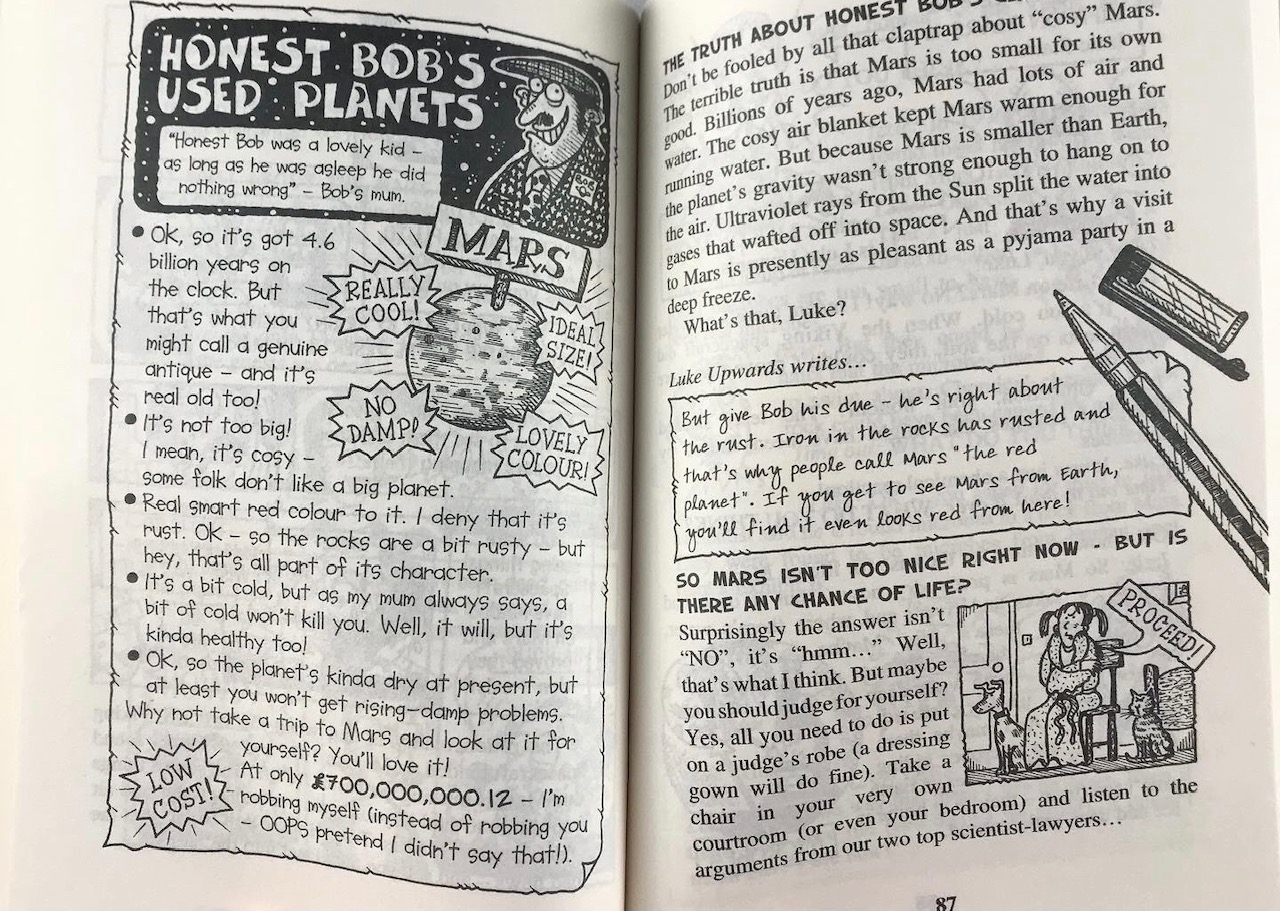 HONEST BOB'S
USED PLANETS
"Honest Bob was a lovely kid –
as long as he was asleep he did
nothing wrong" – Bob's mum.
BOB
MARS
• OK, so it's got 4.6
billion years on
the clock. But
that's what you
might call a genuine
antique – and it's
real old too!
REALLY
COOL!
IDEAL
SIZE!
NO
DAMP!
LOVELY
COLOUR!
• It's not too big!
I mean, it's cosy –
some folk don't like a big planet.
• Real smart red colour to it. I deny that it's
rust. OK – so the rocks are a bit rusty – but
hey, that's all part of its character.
• It's a bit cold, but as my mum always says, a
bit of cold won't kill you. Well, it will, but it's
kinda healthy too!
• OK, so the planet's kinda dry at present, but
at least you won't get rising-damp problems.
Why not take a trip to Mars and look at it for
yourself? You'll love it!
At only £700,000,000.12 – I'm
robbing myself (instead of robbing you
– OOPS pretend I didn't say that!).
LOW
COST!
THE TRUTH ABOUT HONEST BOB'S
Don't be fooled by all that claptrap about "cosy" Mars.
The terrible truth is that Mars is too small for its own
good. Billions of years ago, Mars had lots of air and
water. The cosy air blanket kept Mars warm enough for
running water. But because Mars is smaller than Earth,
the planet's gravity wasn't strong enough to hang on to
the air. Ultraviolet rays from the Sun split the water into
gases that wafted off into space. And that's why a visit
to Mars is presently as pleasant as a pyjama party in a
deep freeze.
What's that, Luke?
Luke Upwards writes...
But give Bob his due – he's right about
the rust. Iron in the rocks has rusted and
that's why people call Mars "the red
planet". If you get to see Mars from Earth,
you'll find it even looks red from here!
SO MARS ISN'T TOO NICE RIGHT NOW - BUT IS
THERE ANY CHANCE OF LIFE?
Surprisingly the answer isn't
"NO", it's "hmm..." Well,
that's what I think. But maybe
you should judge for yourself?
Yes, all you need to do is put
on a judge's robe (a dressing
gown will do fine). Take a
chair in your very own
courtroom (or even your bedroom) and listen to the
arguments from our two top scientist-lawyers...
PROCEED!
87